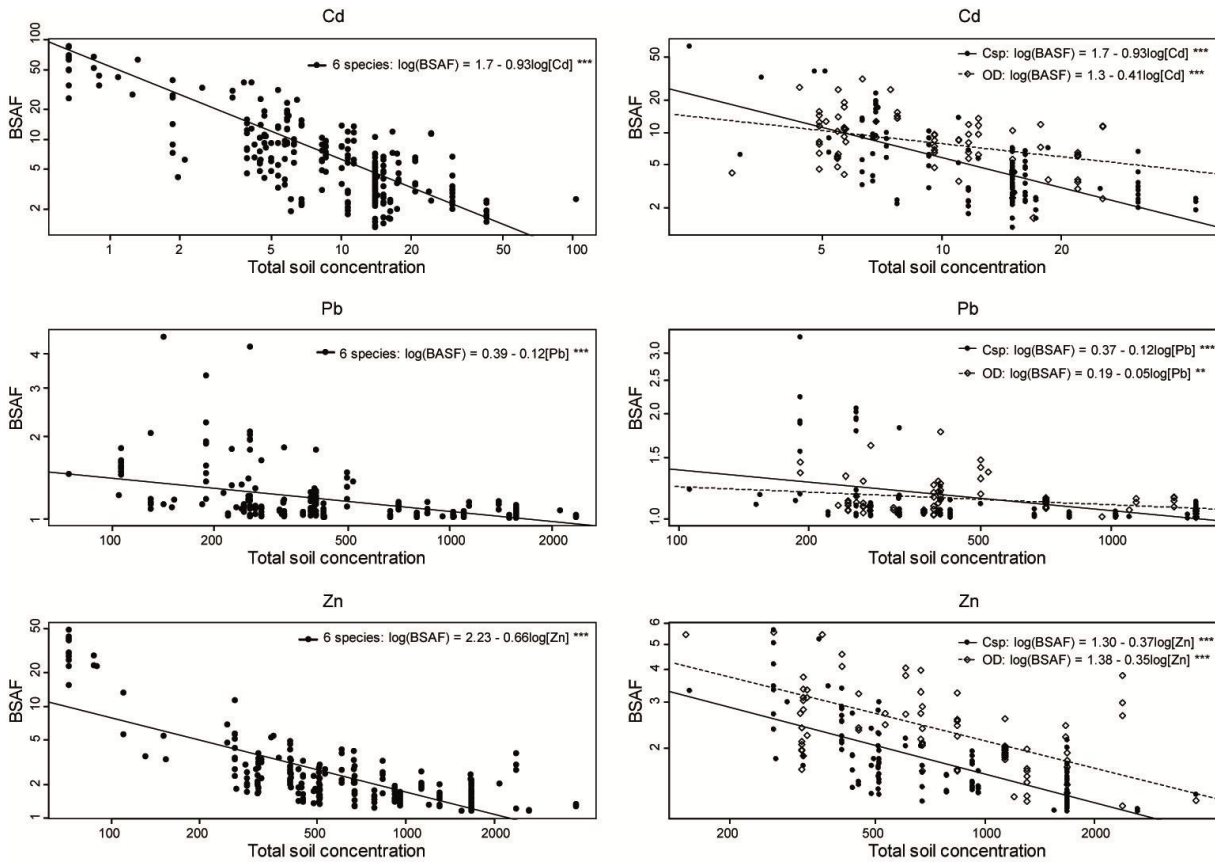 Cd
BSAF
100
50
20
10
5
2
6 species: log(BSAF) = 1.7 - 0.93log[Cd] ***
1 2 5 10 20 50 100
Total soil concentration
Cd
BSAF
50
20
10
5
2
Csp: log(BASF) = 1.7 - 0.93log[Cd] ***
OD: log(BASF) = 1.3 - 0.41log[Cd] ***
5 10 20
Total soil concentration
Pb
BSAF
4
3
2
1
6 species: log(BASF) = 0.39 - 0.12[Pb] ***
100 200 500 1000 2000
Total soil concentration
Pb
BSAF
3.0
2.5
2.0
1.5
1.0
Csp: log(BSAF) = 0.37 - 0.12log[Pb] ***
OD: log(BSAF) = 0.19 - 0.05log[Pb] **
100 200 500 1000
Total soil concentration
Zn
BSAF
50
20
10
5
2
1
6 species: log(BSAF) = 2.23 - 0.66log[Zn] ***
100 500 1000 2000
Total soil concentration
Zn
BSAF
6
5
4
3
2
Csp: log(BSAF) = 1.30 - 0.37log[Zn] ***
OD: log(BSAF) = 1.38 - 0.35log[Zn] ***
200 500 1000 2000
Total soil concentration